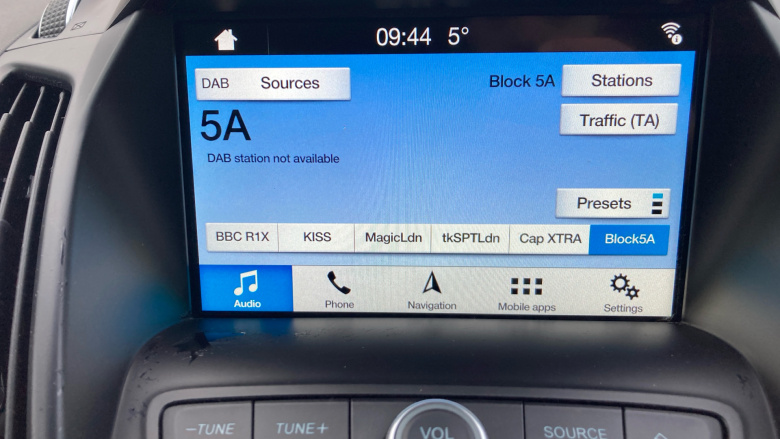 09:44 5°
DAB Sources
Block 5A
Stations
5A
Traffic (TA)
DAB station not available
Presets
BBC R1X KISS MagicLdn tkSPTLdn Cap XTRA Block5A
Audio Phone Navigation Mobile apps Settings
−TUNE TUNE+ VOL SOURCE